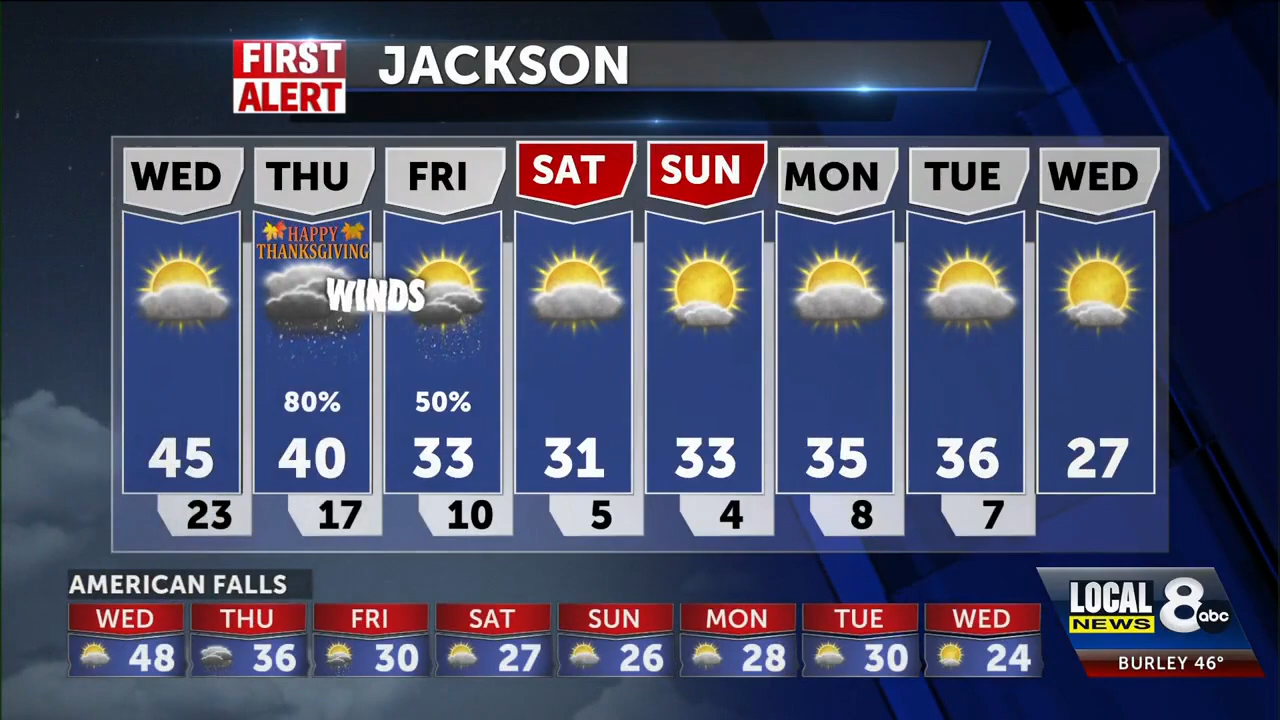 FIRST
ALERT
JACKSON
WED THU FRI SAT SUN MON TUE WED
HAPPY
THANKSGIVING
WINDS
80% 50%
45 40 33 31 33 35 36 27
23 17 10 5 4 8 7
AMERICAN FALLS
WED THU FRI SAT SUN MON TUE WED
48 36 30 27 26 28 30 24
LOCAL
NEWS
8
abc
BURLEY 46°